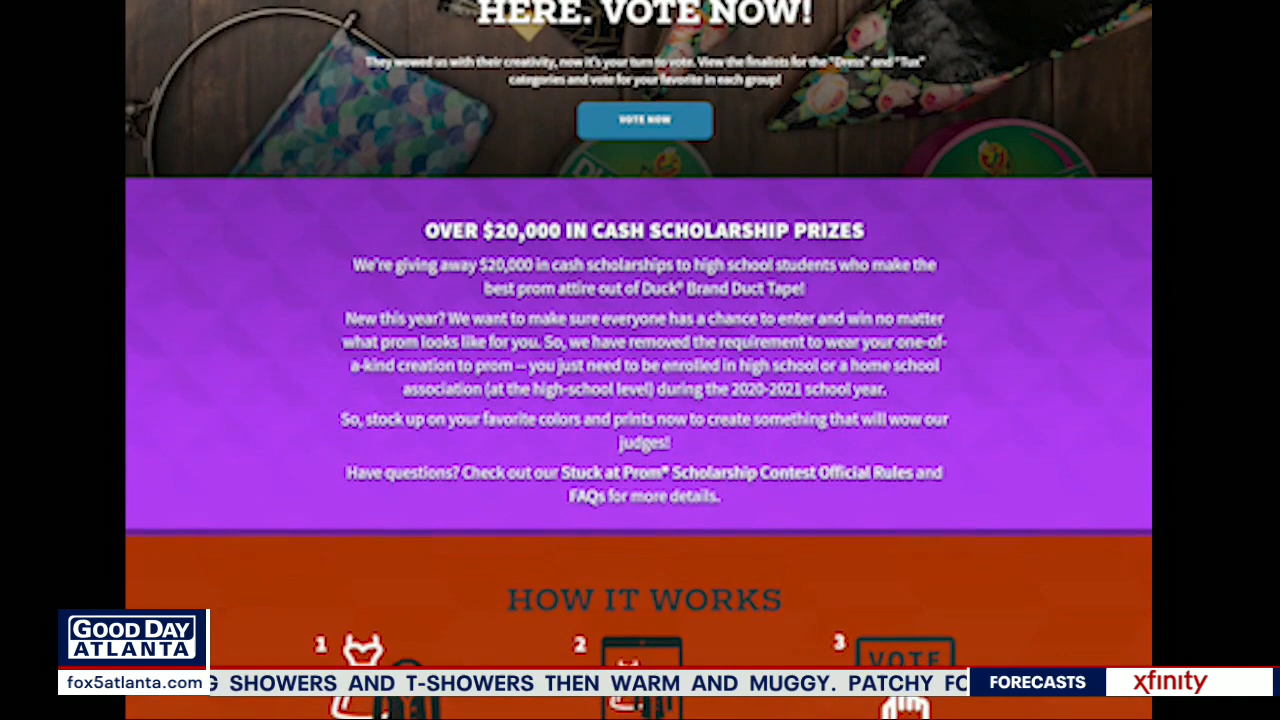 HERE. VOTE NOW!
They wowed us with their creativity, now it's your turn to vote. View the finalists for the "Dress" and "Tux"
categories and vote for your favorite in each group!
VOTE NOW
OVER $20,000 IN CASH SCHOLARSHIP PRIZES
We're giving away $20,000 in cash scholarships to high school students who make the
best prom attire out of Duck® Brand Duct Tape!
New this year? We want to make sure everyone has a chance to enter and win no matter
what prom looks like for you. So, we have removed the requirement to wear your one-of-
a-kind creation to prom – you just need to be enrolled in high school or a home school
association (at the high-school level) during the 2020-2021 school year.
So, stock up on your favorite colors and prints now to create something that will wow our
judges!
Have questions? Check out our Stuck at Prom® Scholarship Contest Official Rules and
FAQs for more details.
HOW IT WORKS
1
2
3
VOTE
GOOD DAY
ATLANTA
fox5atlanta.com
G SHOWERS AND T-SHOWERS THEN WARM AND MUGGY. PATCHY FO
FORECASTS
xfinity